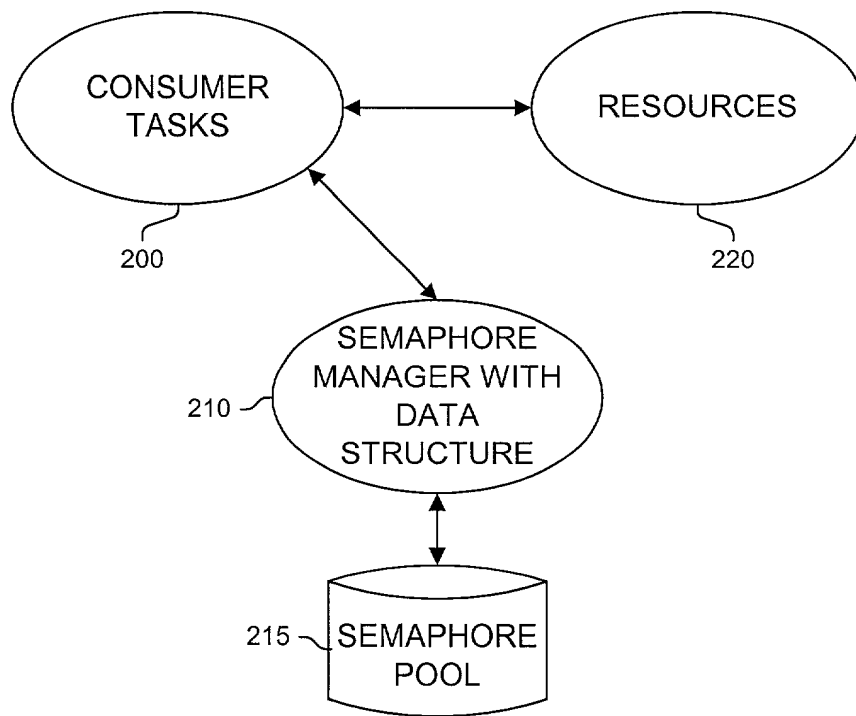 CONSUMER
TASKS
RESOURCES
200
220
SEMAPHORE
MANAGER WITH
DATA
STRUCTURE
210
SEMAPHORE
POOL
215